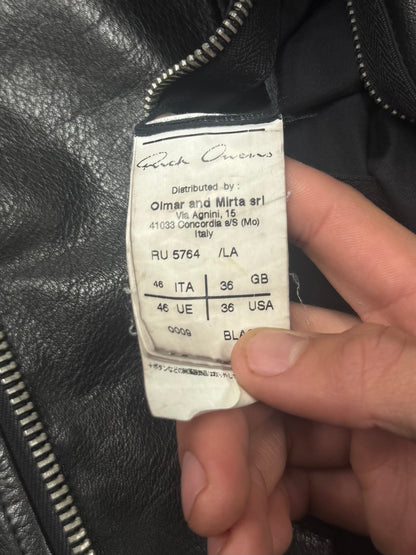 Rick Owens
Distributed by :
Olmar and Mirta srl
Via Agnini, 15
41033 Concordia s/S (Mo)
Italy
RU 5764 /LA
46 ITA 36 GB
46 UE 36 USA
0009 BLA